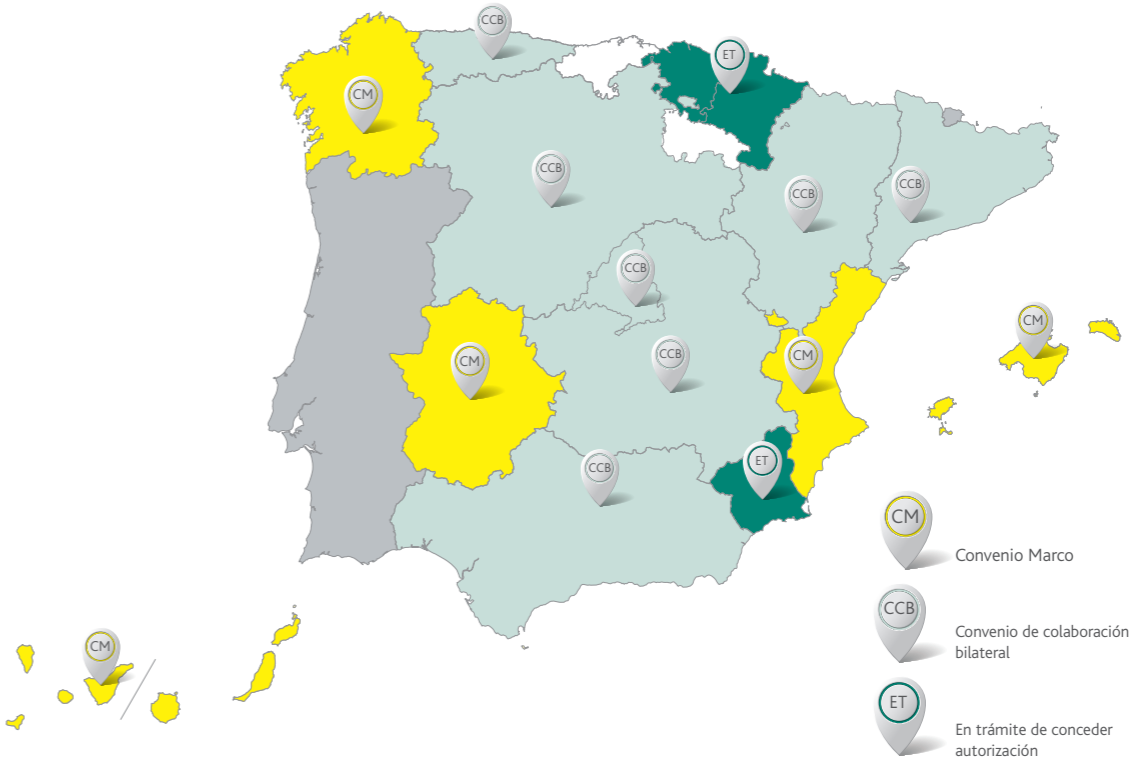 CCB
ET
CM
CCB
CCB
CCB
CCB
CM
CCB
CM
CM
CCB
ET
CM
CM
Convenio Marco
CCB
Convenio de colaboración
bilateral
CM
ET
En trámite de conceder
autorización